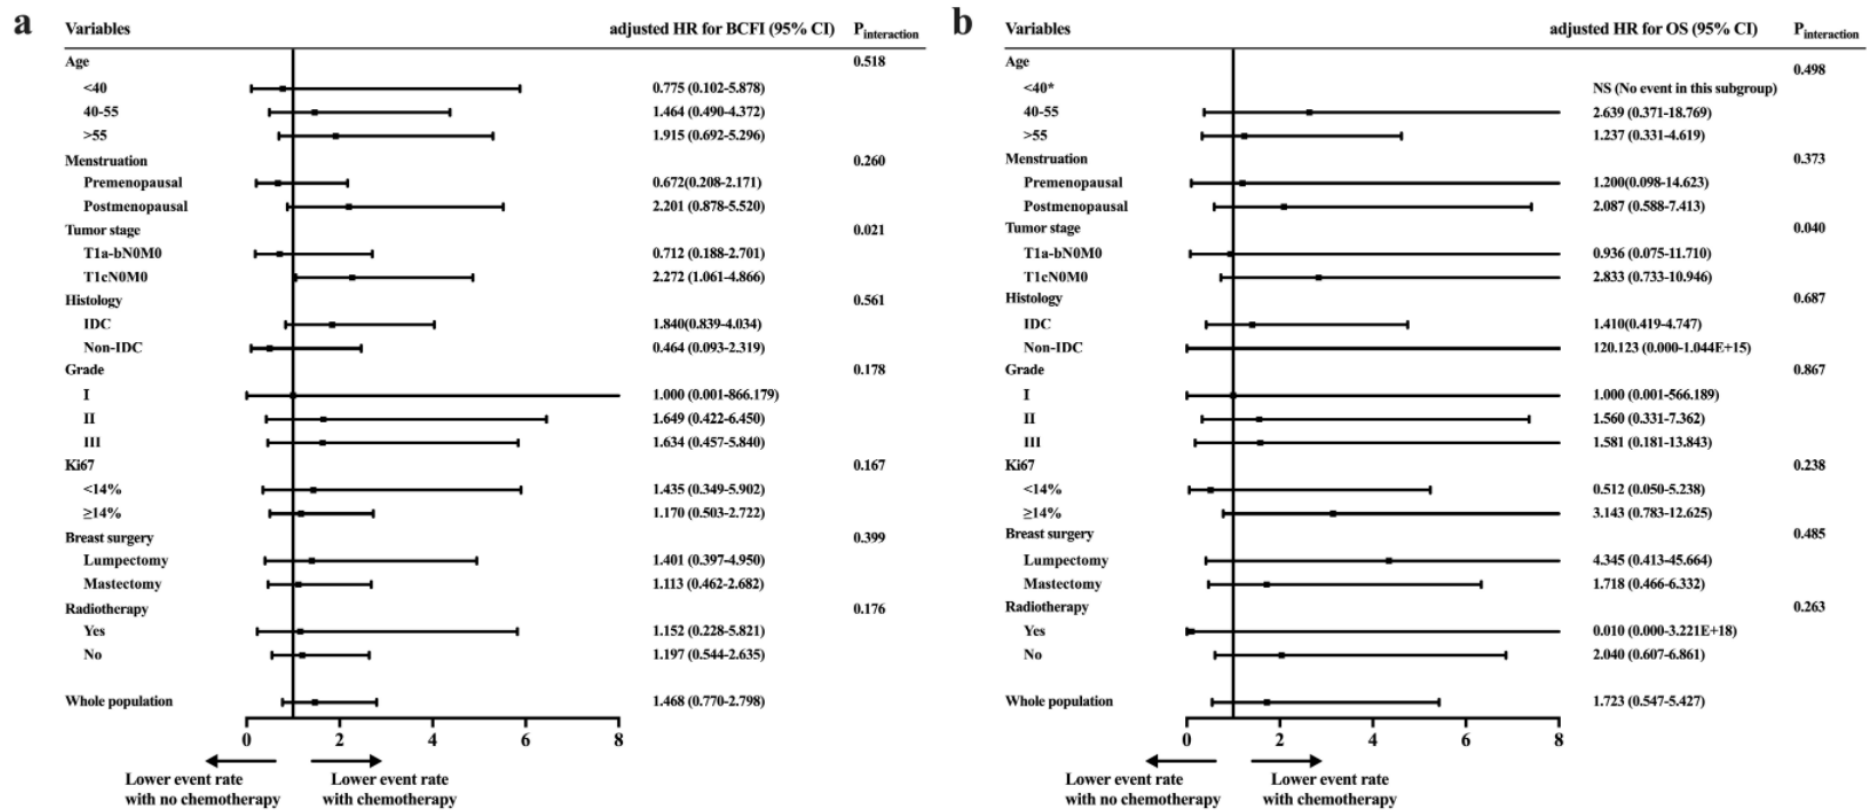 a
Variables adjusted HR for BCFI (95% CI) Pinteraction
Age 0.518
<40 0.775 (0.102-5.878)
40-55 1.464 (0.490-4.372)
>55 1.915 (0.692-5.296)
Menstruation 0.260
Premenopausal 0.672(0.208-2.171)
Postmenopausal 2.201 (0.878-5.520)
Tumor stage 0.021
T1a-bN0M0 0.712 (0.188-2.701)
T1cN0M0 2.272 (1.061-4.866)
Histology 0.561
IDC 1.840(0.839-4.034)
Non-IDC 0.464 (0.093-2.319)
Grade 0.178
I 1.000 (0.001-866.179)
II 1.649 (0.422-6.450)
III 1.634 (0.457-5.840)
Ki67 0.167
<14% 1.435 (0.349-5.902)
≥14% 1.170 (0.503-2.722)
Breast surgery 0.399
Lumpectomy 1.401 (0.397-4.950)
Mastectomy 1.113 (0.462-2.682)
Radiotherapy 0.176
Yes 1.152 (0.228-5.821)
No 1.197 (0.544-2.635)
Whole population 1.468 (0.770-2.798)
0 2 4 6 8
Lower event rate Lower event rate
with no chemotherapy with chemotherapy
b
Variables adjusted HR for OS (95% CI) Pinteraction
Age 0.498
<40* NS (No event in this subgroup)
40-55 2.639 (0.371-18.769)
>55 1.237 (0.331-4.619)
Menstruation 0.373
Premenopausal 1.200(0.098-14.623)
Postmenopausal 2.087 (0.588-7.413)
Tumor stage 0.040
T1a-bN0M0 0.936 (0.075-11.710)
T1cN0M0 2.833 (0.733-10.946)
Histology 0.687
IDC 1.410(0.419-4.747)
Non-IDC 120.123 (0.000-1.044E+15)
Grade 0.867
I 1.000 (0.001-566.189)
II 1.560 (0.331-7.362)
III 1.581 (0.181-13.843)
Ki67 0.238
<14% 0.512 (0.050-5.238)
≥14% 3.143 (0.783-12.625)
Breast surgery 0.485
Lumpectomy 4.345 (0.413-45.664)
Mastectomy 1.718 (0.466-6.332)
Radiotherapy 0.263
Yes 0.010 (0.000-3.221E+18)
No 2.040 (0.607-6.861)
Whole population 1.723 (0.547-5.427)
0 2 4 6 8
Lower event rate Lower event rate
with no chemotherapy with chemotherapy